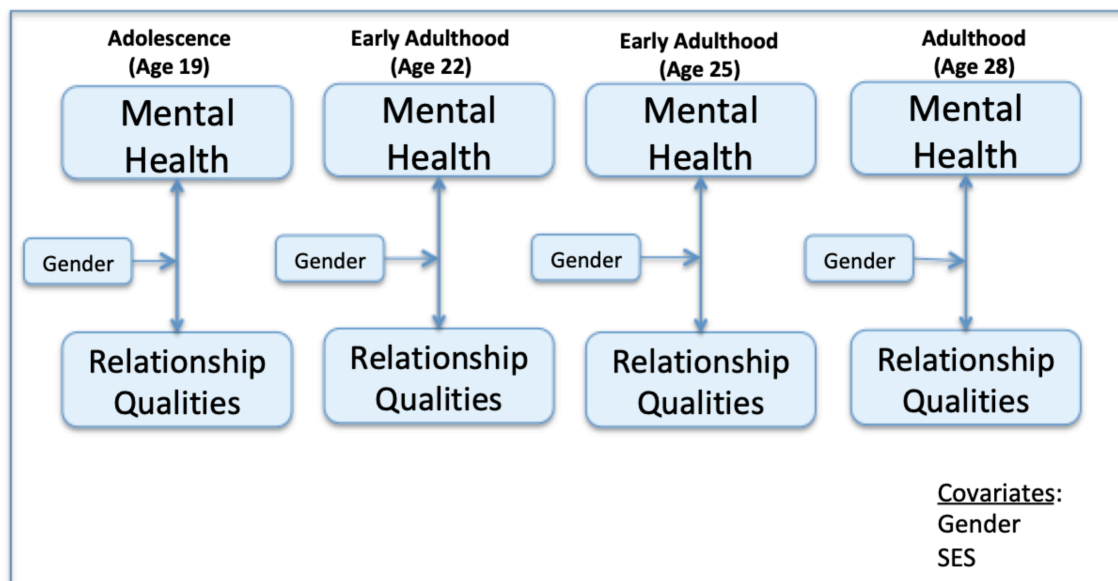 Adolescence
(Age 19)
Early Adulthood
(Age 22)
Early Adulthood
(Age 25)
Adulthood
(Age 28)
Mental
Health
Mental
Health
Mental
Health
Mental
Health
Gender
Gender
Gender
Gender
Relationship
Qualities
Relationship
Qualities
Relationship
Qualities
Relationship
Qualities
Covariates:
Gender
SES